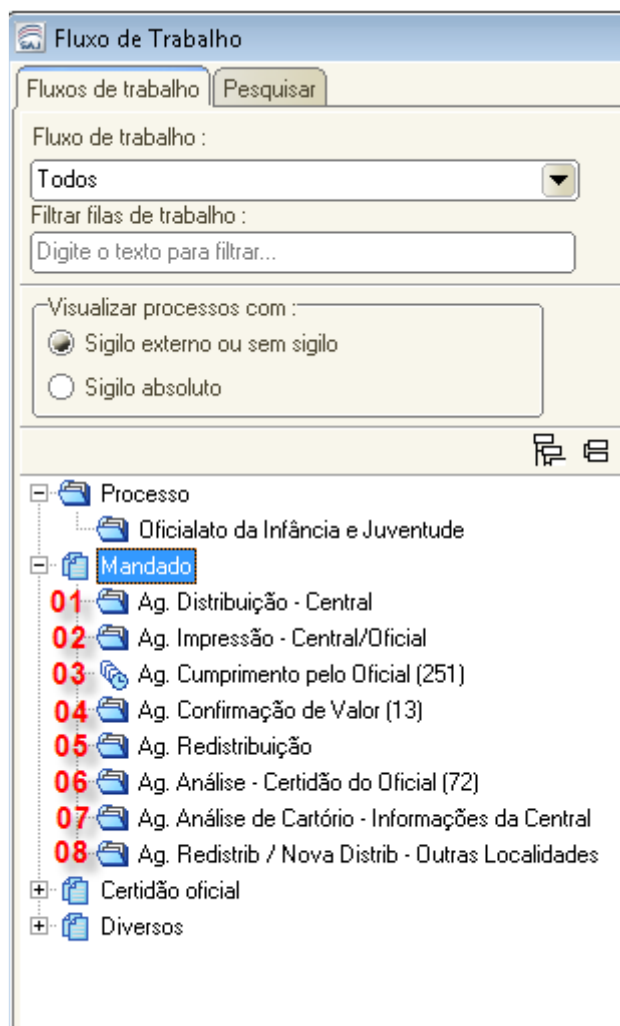 SAJ Fluxo de Trabalho
Fluxos de trabalho Pesquisar
Fluxo de trabalho :
Todos
Filtrar filas de trabalho :
Digite o texto para filtrar...
Visualizar processos com :
Sigilo externo ou sem sigilo
Sigilo absoluto
Processo
Oficialato da Infância e Juventude
Mandado
01 Ag. Distribuição - Central
02 Ag. Impressão - Central/Oficial
03 Ag. Cumprimento pelo Oficial (251)
04 Ag. Confirmação de Valor (13)
05 Ag. Redistribuição
06 Ag. Análise - Certidão do Oficial (72)
07 Ag. Análise de Cartório - Informações da Central
08 Ag. Redistrib / Nova Distrib - Outras Localidades
Certidão oficial
Diversos